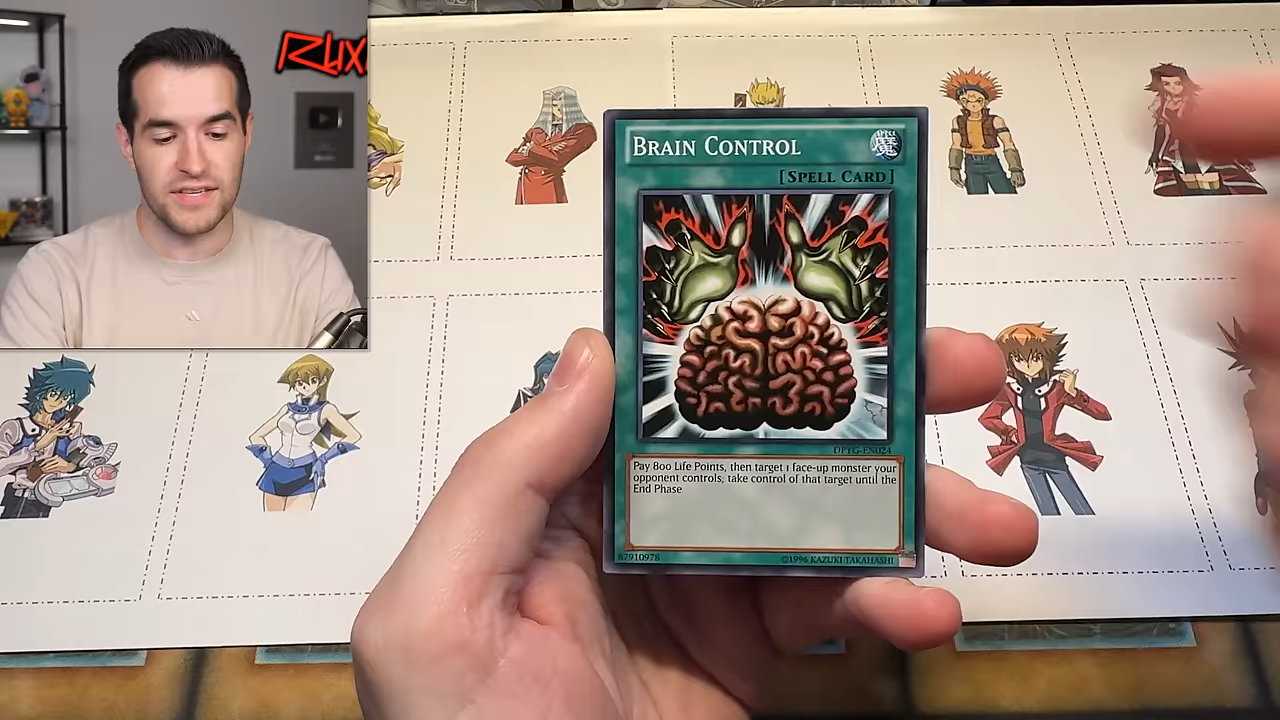 Rux
BRAIN CONTROL
魔
[SPELL CARD]
DPYG-EN024
Pay 800 Life Points, then target 1 face-up monster your
opponent controls; take control of that target until the
End Phase
87910978
©1996 KAZUKI TAKAHASHI